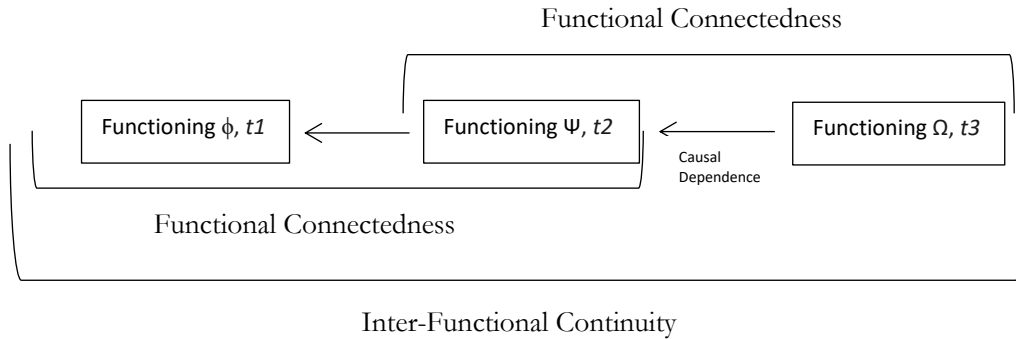 Functional Connectedness
Functioning ϕ, t1
Functioning Ψ, t2
Functioning Ω, t3
Causal
Dependence
Functional Connectedness
Inter-Functional Continuity